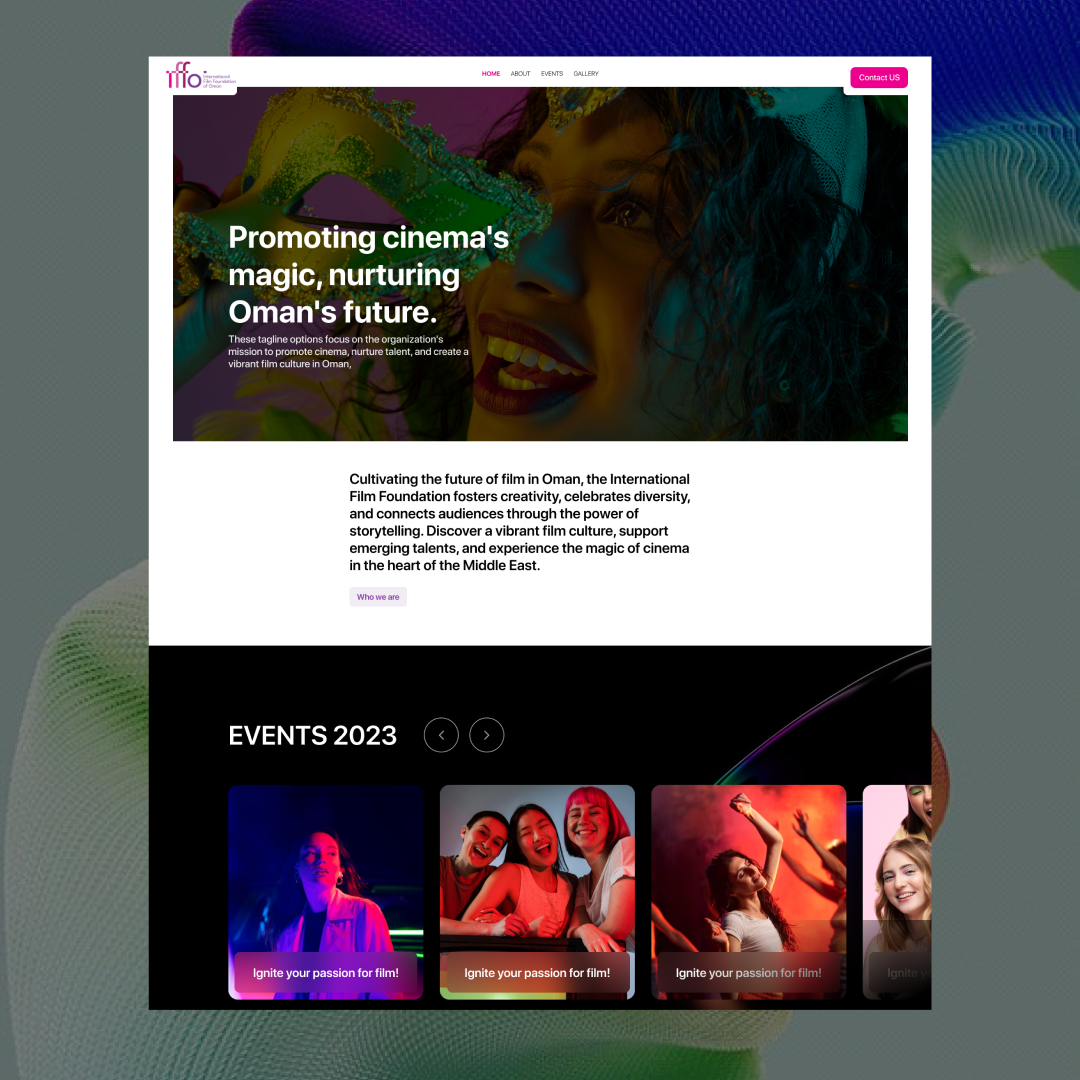 iffo
International
Film Foundation
of Oman
HOME ABOUT EVENTS GALLERY
Contact US
Promoting cinema's
magic, nurturing
Oman's future.
These tagline options focus on the organization's
mission to promote cinema, nurture talent, and create a
vibrant film culture in Oman,
Cultivating the future of film in Oman, the International
Film Foundation fosters creativity, celebrates diversity,
and connects audiences through the power of
storytelling. Discover a vibrant film culture, support
emerging talents, and experience the magic of cinema
in the heart of the Middle East.
Who we are
EVENTS 2023
Ignite your passion for film!
Ignite your passion for film!
Ignite your passion for film!
Ignite